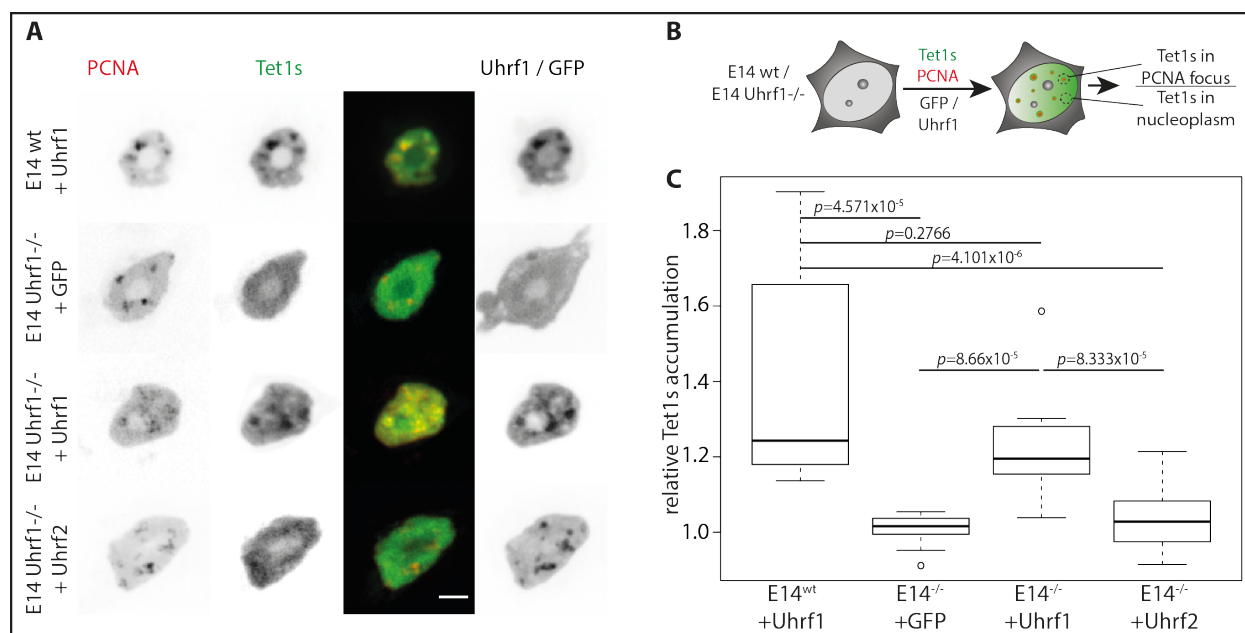 A
PCNA
Tet1s
Uhrf1 / GFP
E14 wt
+ Uhrf1
E14 Uhrf1-/-
+ GFP
E14 Uhrf1-/-
+ Uhrf1
E14 Uhrf1-/-
+ Uhrf2
B
E14 wt /
E14 Uhrf1-/-
Tet1s
PCNA
GFP /
Uhrf1
Tet1s in
PCNA focus
Tet1s in
nucleoplasm
C
relative Tet1s accumulation
1.8
1.6
1.4
1.2
1.0
p=4.571x10⁻⁵
p=0.2766
p=4.101x10⁻⁶
p=8.66x10⁻⁵
p=8.333x10⁻⁵
E14ʷᵗ
+Uhrf1
E14⁻/⁻
+GFP
E14⁻/⁻
+Uhrf1
E14⁻/⁻
+Uhrf2